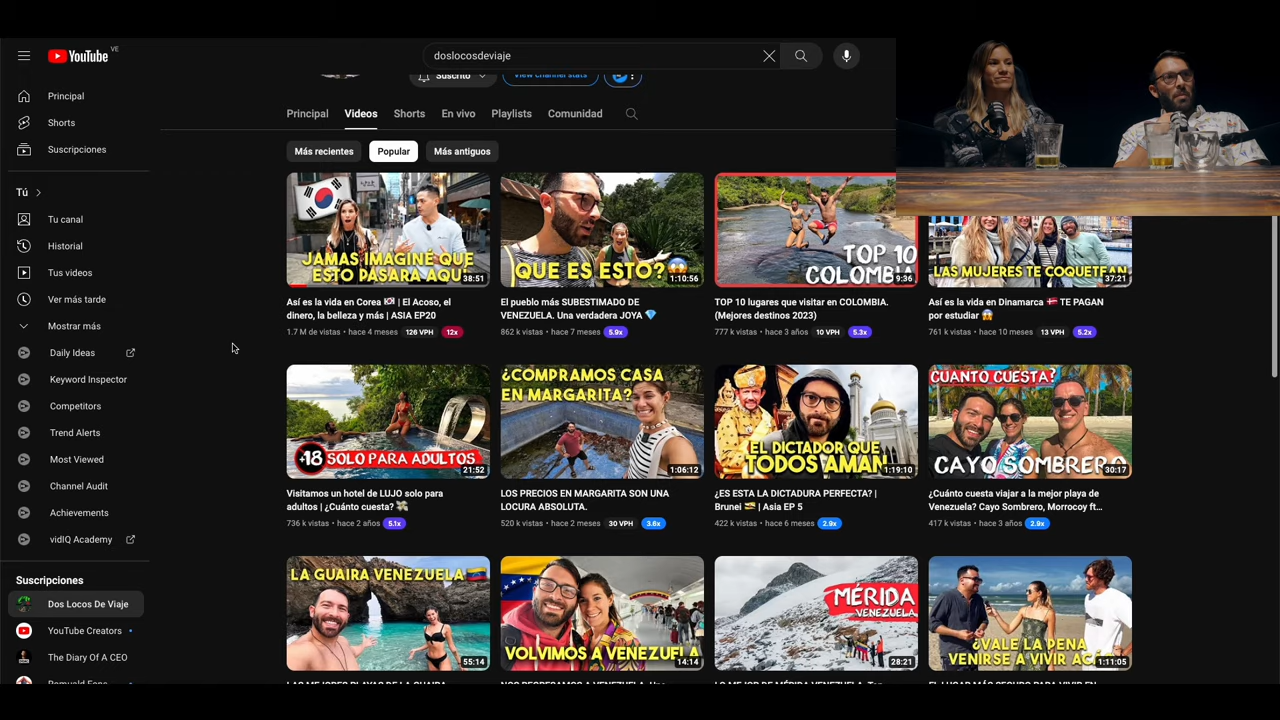 YouTube VE
doslocosdeviaje
Principal
Shorts
Suscripciones
Tú
Tu canal
Historial
Tus videos
Ver más tarde
Mostrar más
Daily Ideas
Keyword Inspector
Competitors
Trend Alerts
Most Viewed
Channel Audit
Achievements
vidIQ Academy
Suscripciones
Dos Locos De Viaje
YouTube Creators
The Diary Of A CEO
Suscrito
View channel stats
Principal Videos Shorts En vivo Playlists Comunidad
Más recientes Popular Más antiguos
JAMAS IMAGINÉ QUE
ESTO PASARA AQUÍ
38:51
Así es la vida en Corea 🇰🇷 | El Acoso, el
dinero, la belleza y más | ASIA EP20
1.7 M de vistas • hace 4 meses 126 VPH 12x
QUE ES ESTO?
1:10:56
El pueblo más SUBESTIMADO DE
VENEZUELA. Una verdadera JOYA 💎
862 k vistas • hace 7 meses 5.9x
TOP 10
COLOMBIA
9:36
TOP 10 lugares que visitar en COLOMBIA.
(Mejores destinos 2023)
777 k vistas • hace 3 años 10 VPH 5.3x
LAS MUJERES TE COQUETEAN
37:21
Así es la vida en Dinamarca 🇩🇰 TE PAGAN
por estudiar 😱
761 k vistas • hace 10 meses 13 VPH 5.2x
+18 SOLO PARA ADULTOS
21:52
Visitamos un hotel de LUJO solo para
adultos | ¿Cuánto cuesta? 💸
736 k vistas • hace 2 años 5.1x
¿COMPRAMOS CASA
EN MARGARITA?
1:06:12
LOS PRECIOS EN MARGARITA SON UNA
LOCURA ABSOLUTA.
520 k vistas • hace 2 meses 30 VPH 3.6x
EL DICTADOR QUE
TODOS AMAN
1:19:10
¿ES ESTA LA DICTADURA PERFECTA? |
Brunei 🇧🇳 | Asia EP 5
422 k vistas • hace 6 meses 2.9x
CUANTO CUESTA?
CAYO SOMBRERO
30:17
¿Cuánto cuesta viajar a la mejor playa de
Venezuela? Cayo Sombrero, Morrocoy ft...
417 k vistas • hace 3 años 2.9x
LA GUAIRA VENEZUELA
55:14
VOLVIMOS A VENEZUELA
14:14
MÉRIDA
VENEZUELA
28:21
¿VALE LA PENA
VENIRSE A VIVIR ACÁ?
1:11:05